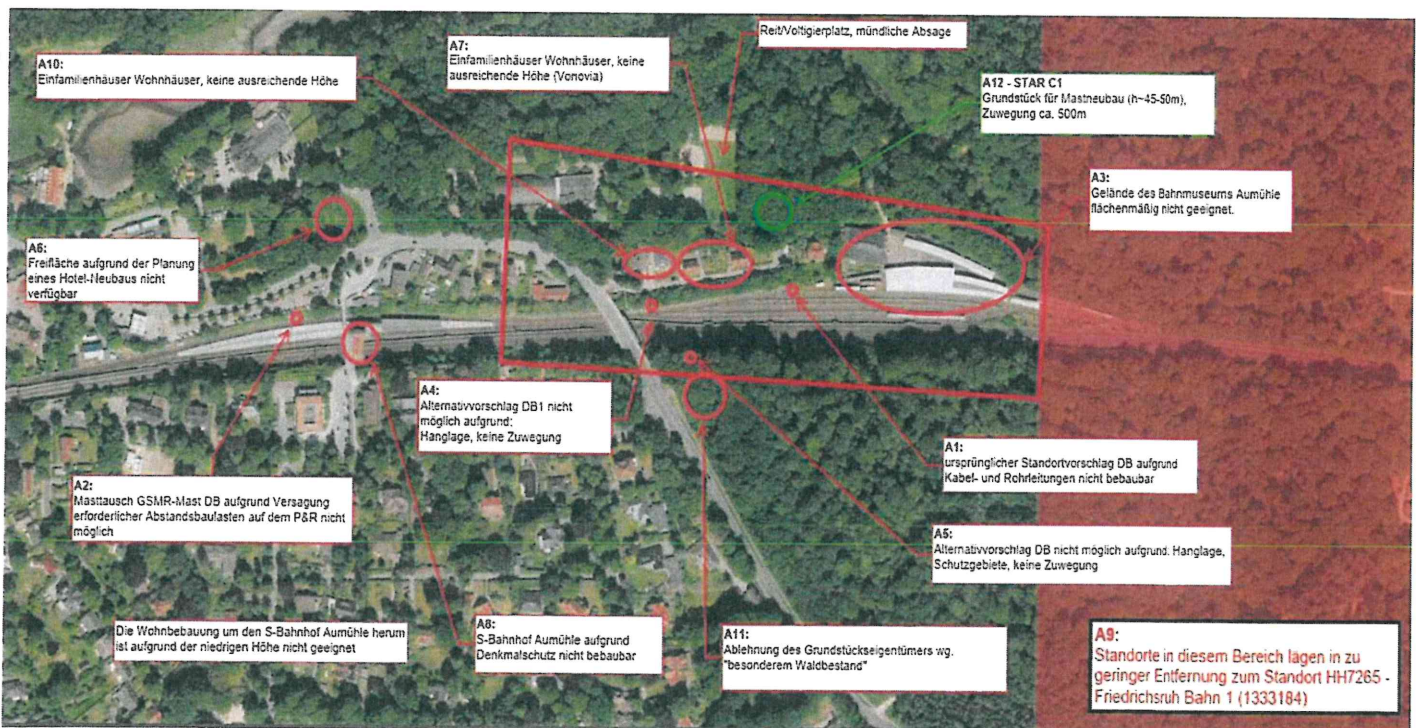 Reit/Voltigierplatz, mündliche Absage
A7:
Einfamilienhäuser Wohnhäuser, keine
ausreichende Höhe (Vonovia)
A10:
Einfamilienhäuser Wohnhäuser, keine ausreichende Höhe
A12 - STAR C1
Grundstück für Mastneubau (h~45-50m),
Zuwegung ca. 500m
A3:
Gelände des Bahnmuseums Aumühle
flächenmäßig nicht geeignet.
A6:
Freifläche aufgrund der Planung
eines Hotel-Neubaus nicht
verfügbar
A4:
Alternativvorschlag DB1 nicht
möglich aufgrund:
Hanglage, keine Zuwegung
A1:
ursprünglicher Standortvorschlag DB aufgrund
Kabel- und Rohrleitungen nicht bebaubar
A2:
Masttausch GSMR-Mast DB aufgrund Versagung
erforderlicher Abstandsbaulasten auf dem P&R nicht
möglich
A5:
Alternativvorschlag DB nicht möglich aufgrund. Hanglage,
Schutzgebiete, keine Zuwegung
Die Wohnbebauung um den S-Bahnhof Aumühle herum
ist aufgrund der niedrigen Höhe nicht geeignet
A8:
S-Bahnhof Aumühle aufgrund
Denkmalschutz nicht bebaubar
A11:
Ablehnung des Grundstückseigentümers wg.
"besonderem Waldbestand"
A9:
Standorte in diesem Bereich lagen in zu
geringer Entfernung zum Standort HH7265 -
Friedrichsruh Bahn 1 (1333184)